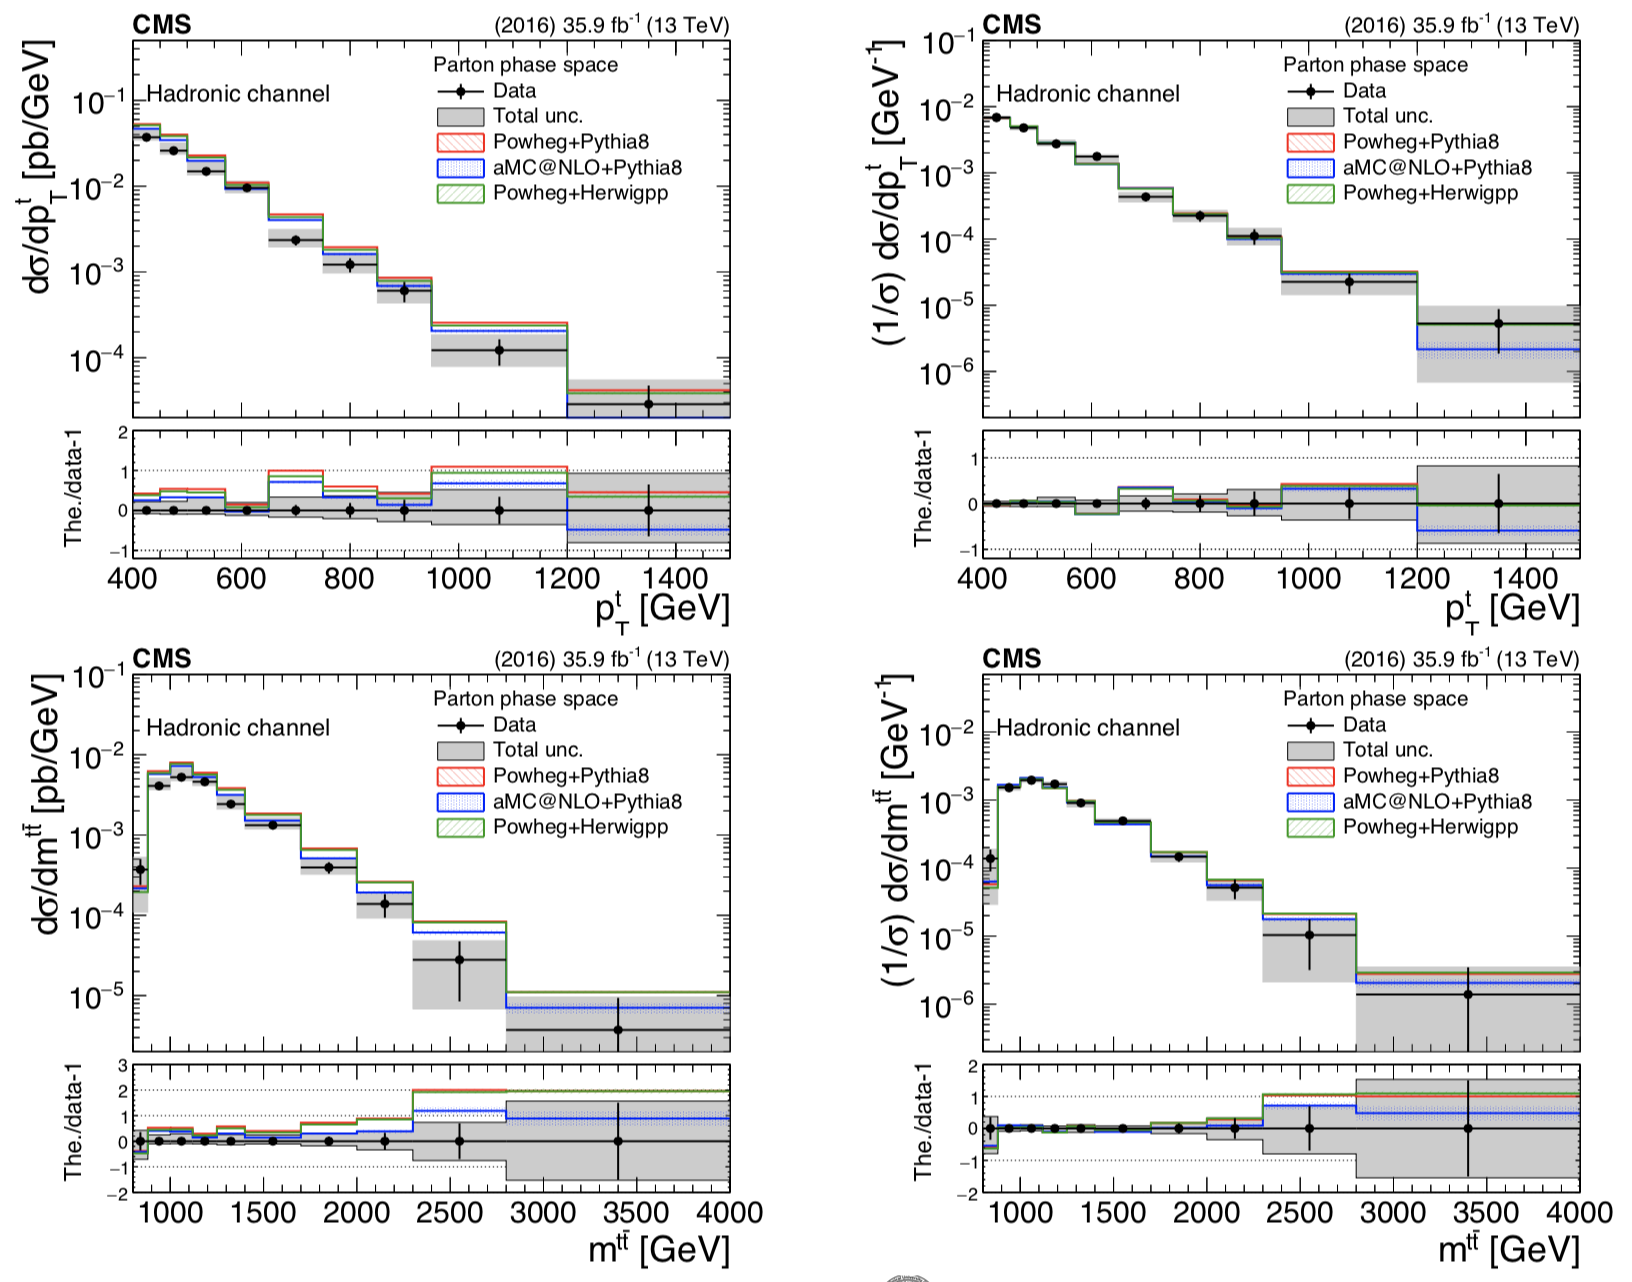 CMS (2016) 35.9 fb⁻¹ (13 TeV)
dσ/dp_T^t [pb/GeV]
Hadronic channel
Parton phase space
Data
Total unc.
Powheg+Pythia8
aMC@NLO+Pythia8
Powheg+Herwigpp
10⁻¹
10⁻²
10⁻³
10⁻⁴
The./data-1
2
1
0
−1
400 600 800 1000 1200 1400
p_T^t [GeV]
CMS (2016) 35.9 fb⁻¹ (13 TeV)
(1/σ) dσ/dp_T^t [GeV⁻¹]
Hadronic channel
Parton phase space
Data
Total unc.
Powheg+Pythia8
aMC@NLO+Pythia8
Powheg+Herwigpp
10⁻¹
10⁻²
10⁻³
10⁻⁴
10⁻⁵
10⁻⁶
The./data-1
1
0
−1
400 600 800 1000 1200 1400
p_T^t [GeV]
CMS (2016) 35.9 fb⁻¹ (13 TeV)
dσ/dm^tt̄ [pb/GeV]
Hadronic channel
Parton phase space
Data
Total unc.
Powheg+Pythia8
aMC@NLO+Pythia8
Powheg+Herwigpp
10⁻¹
10⁻²
10⁻³
10⁻⁴
10⁻⁵
The./data-1
3
2
1
0
−1
−2
1000 1500 2000 2500 3000 3500 4000
m^tt̄ [GeV]
CMS (2016) 35.9 fb⁻¹ (13 TeV)
(1/σ) dσ/dm^tt̄ [GeV⁻¹]
Hadronic channel
Parton phase space
Data
Total unc.
Powheg+Pythia8
aMC@NLO+Pythia8
Powheg+Herwigpp
10⁻²
10⁻³
10⁻⁴
10⁻⁵
10⁻⁶
The./data-1
2
1
0
−1
−2
1000 1500 2000 2500 3000 3500 4000
m^tt̄ [GeV]